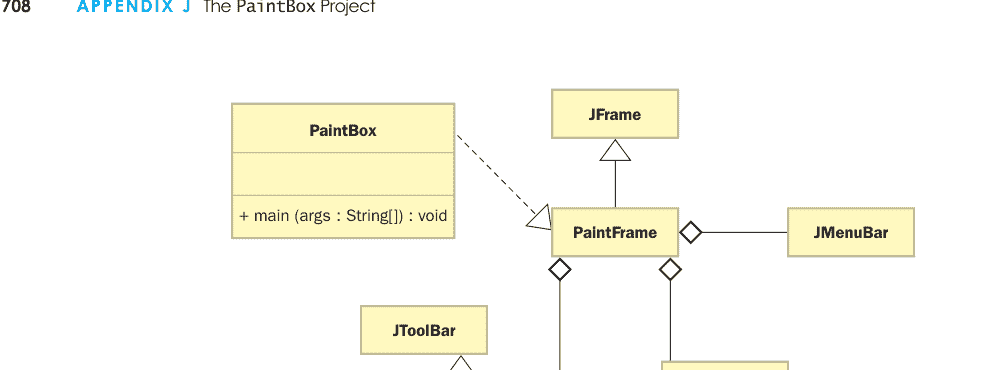 708 APPENDIX J The PaintBox Project
JFrame
PaintBox
+ main (args : String[]) : void
PaintFrame
JMenuBar
JToolBar